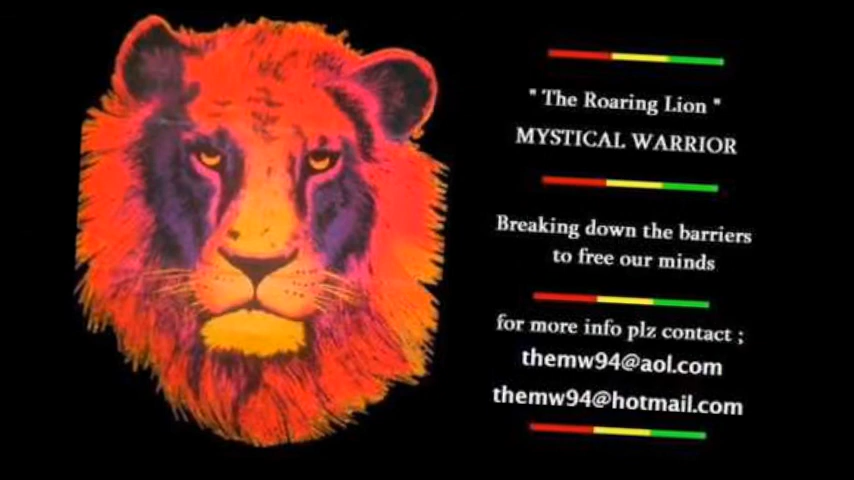 " The Roaring Lion "
MYSTICAL WARRIOR
Breaking down the barriers
to free our minds
for more info plz contact ;
themw94@aol.com
themw94@hotmail.com